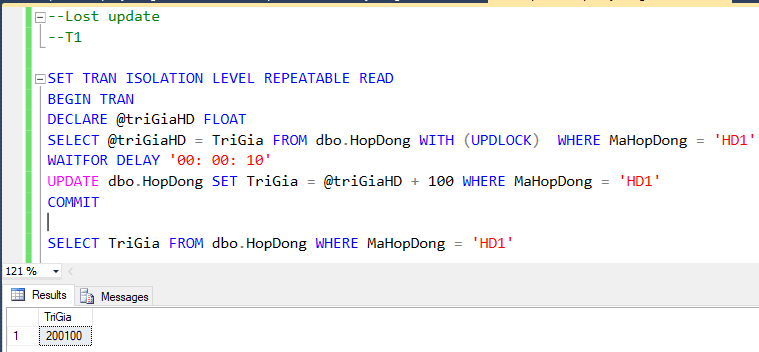 --Lost update
--T1
SET TRAN ISOLATION LEVEL REPEATABLE READ
BEGIN TRAN
DECLARE @triGiaHD FLOAT
SELECT @triGiaHD = TriGia FROM dbo.HopDong WITH (UPDLOCK)  WHERE MaHopDong = 'HD1'
WAITFOR DELAY '00: 00: 10'
UPDATE dbo.HopDong SET TriGia = @triGiaHD + 100 WHERE MaHopDong = 'HD1'
COMMIT
SELECT TriGia FROM dbo.HopDong WHERE MaHopDong = 'HD1'
121 %
Results Messages
TriGia
1 200100